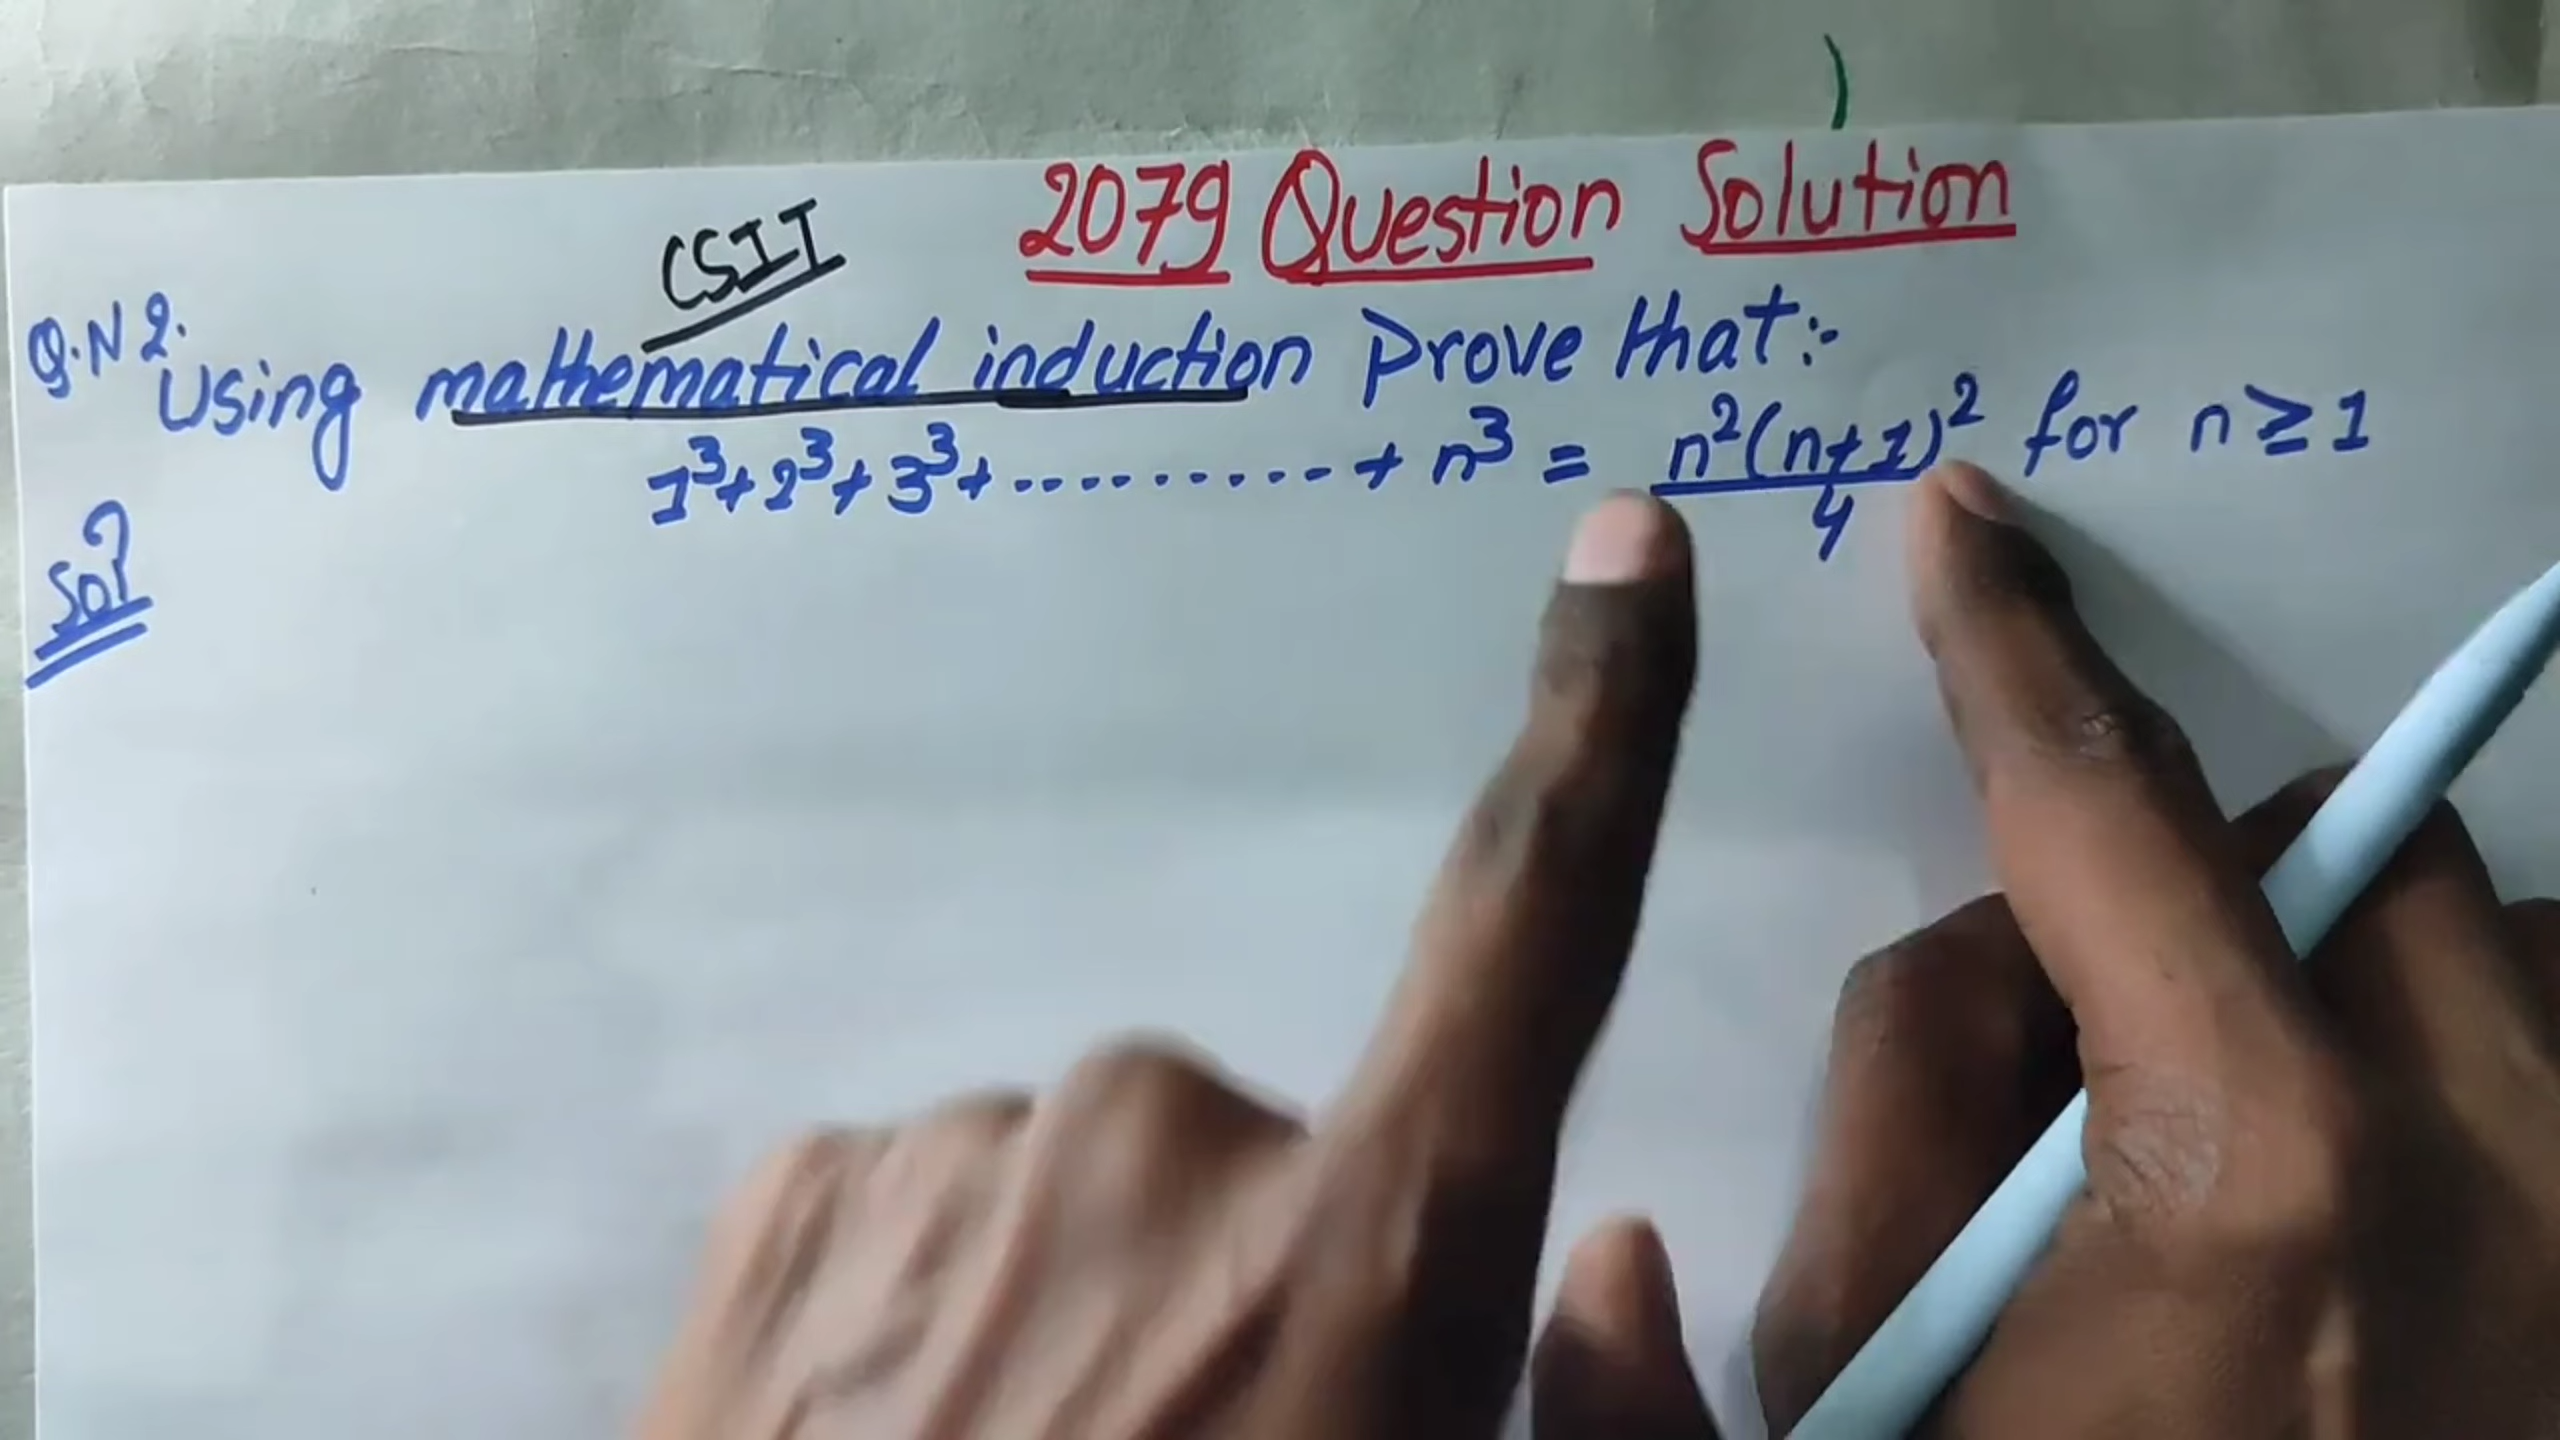 2079 Question Solution
CSIT
Q.N 2. Using mathematical induction prove that:-
1³+2³+3³+..........+ n³ = n²(n+1)²/4 for n ≥ 1
Solⁿ